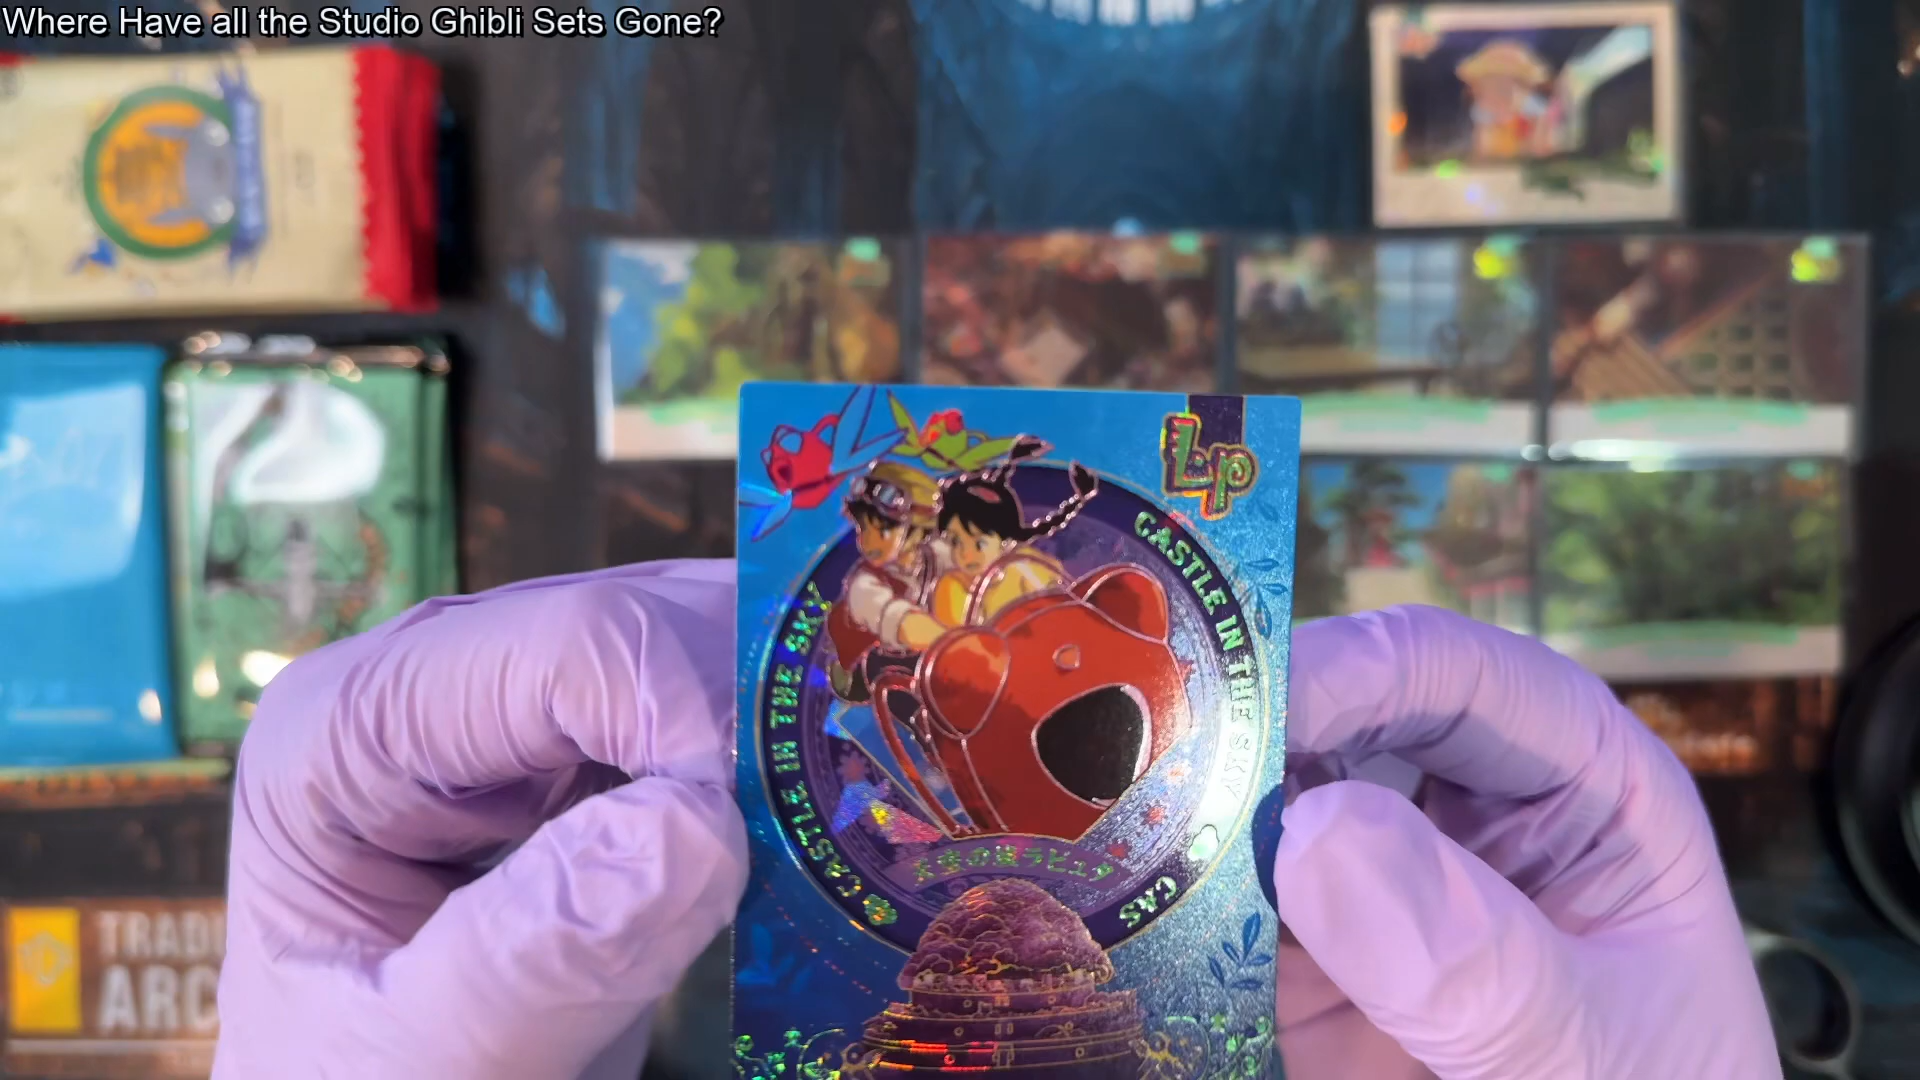 Where Have all the Studio Ghibli Sets Gone?
Lp
CASTLE IN THE SKY
CASTLE IN THE SKY
CAS
天空の城ラピュタ
TRAD
ARC